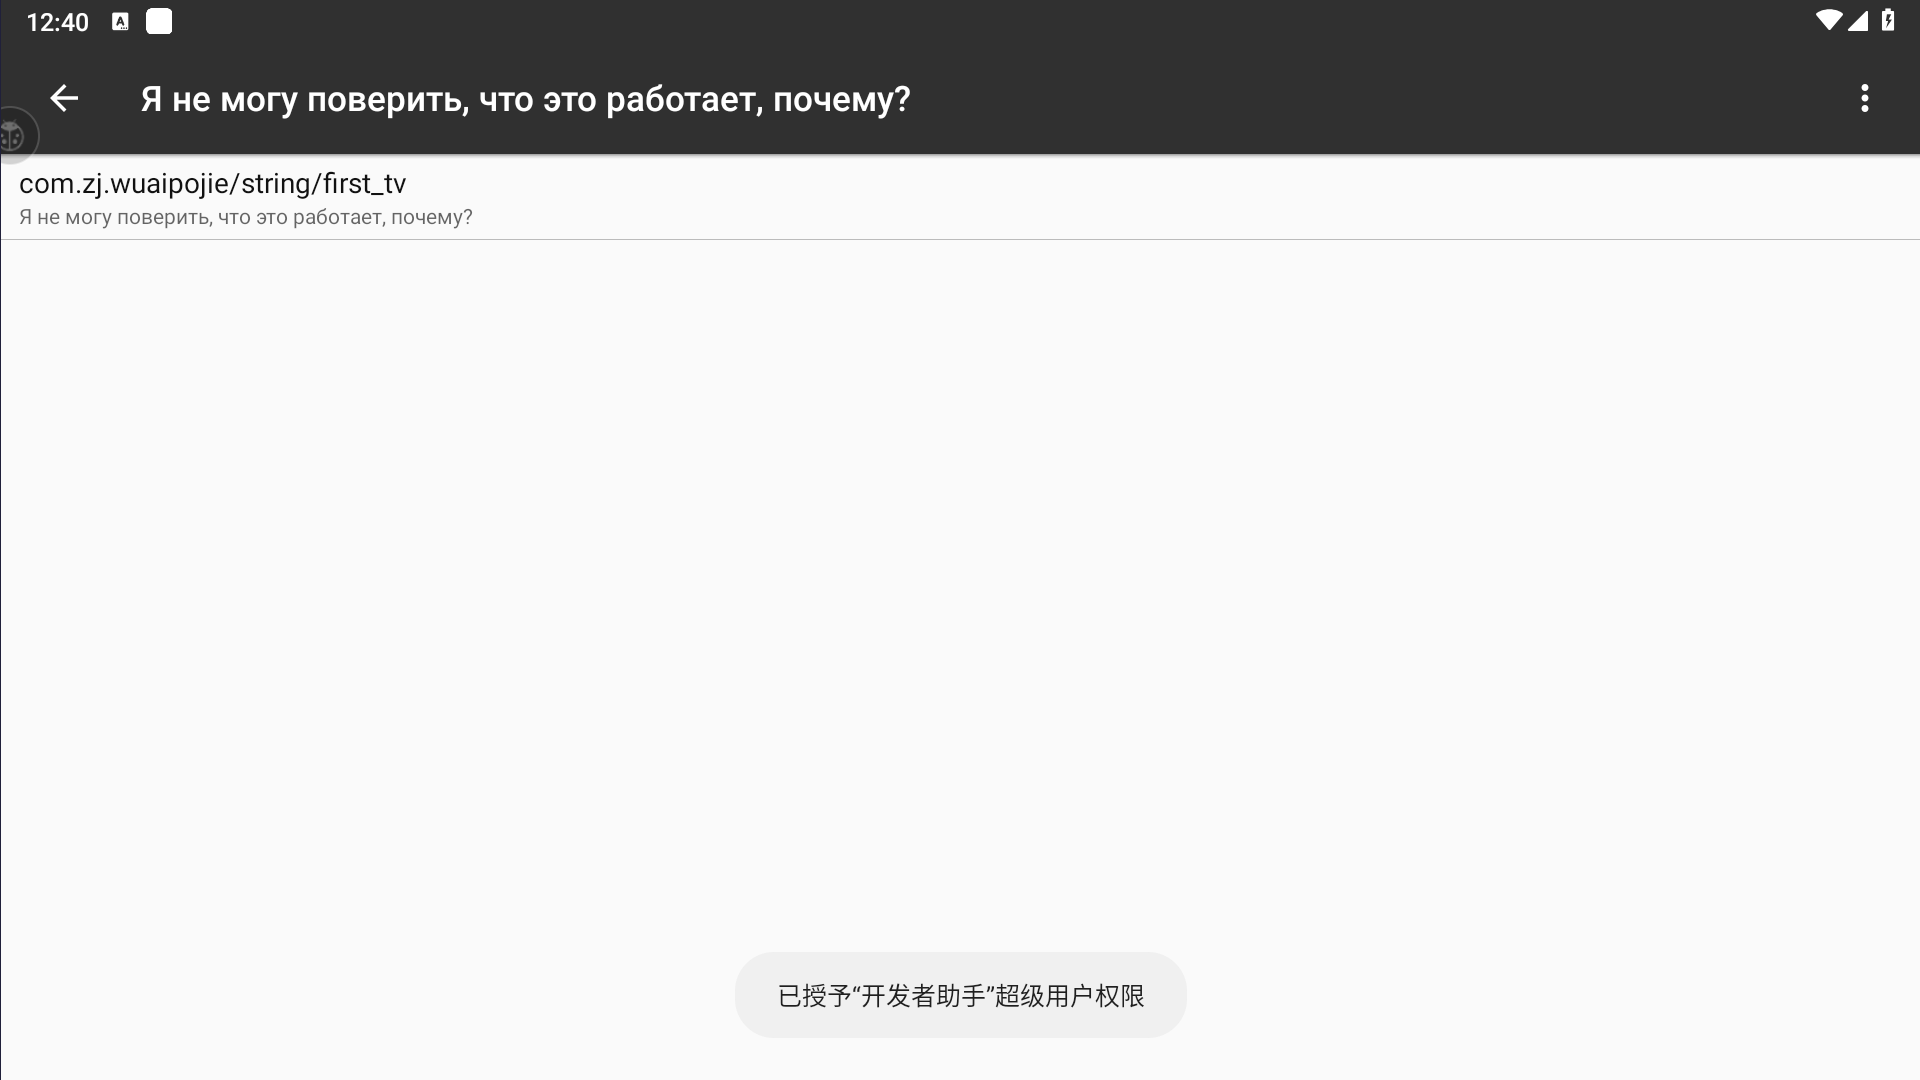 12:40
Я не могу поверить, что это работает, почему?
com.zj.wuaipojie/string/first_tv
Я не могу поверить, что это работает, почему?
已授予“开发者助手”超级用户权限